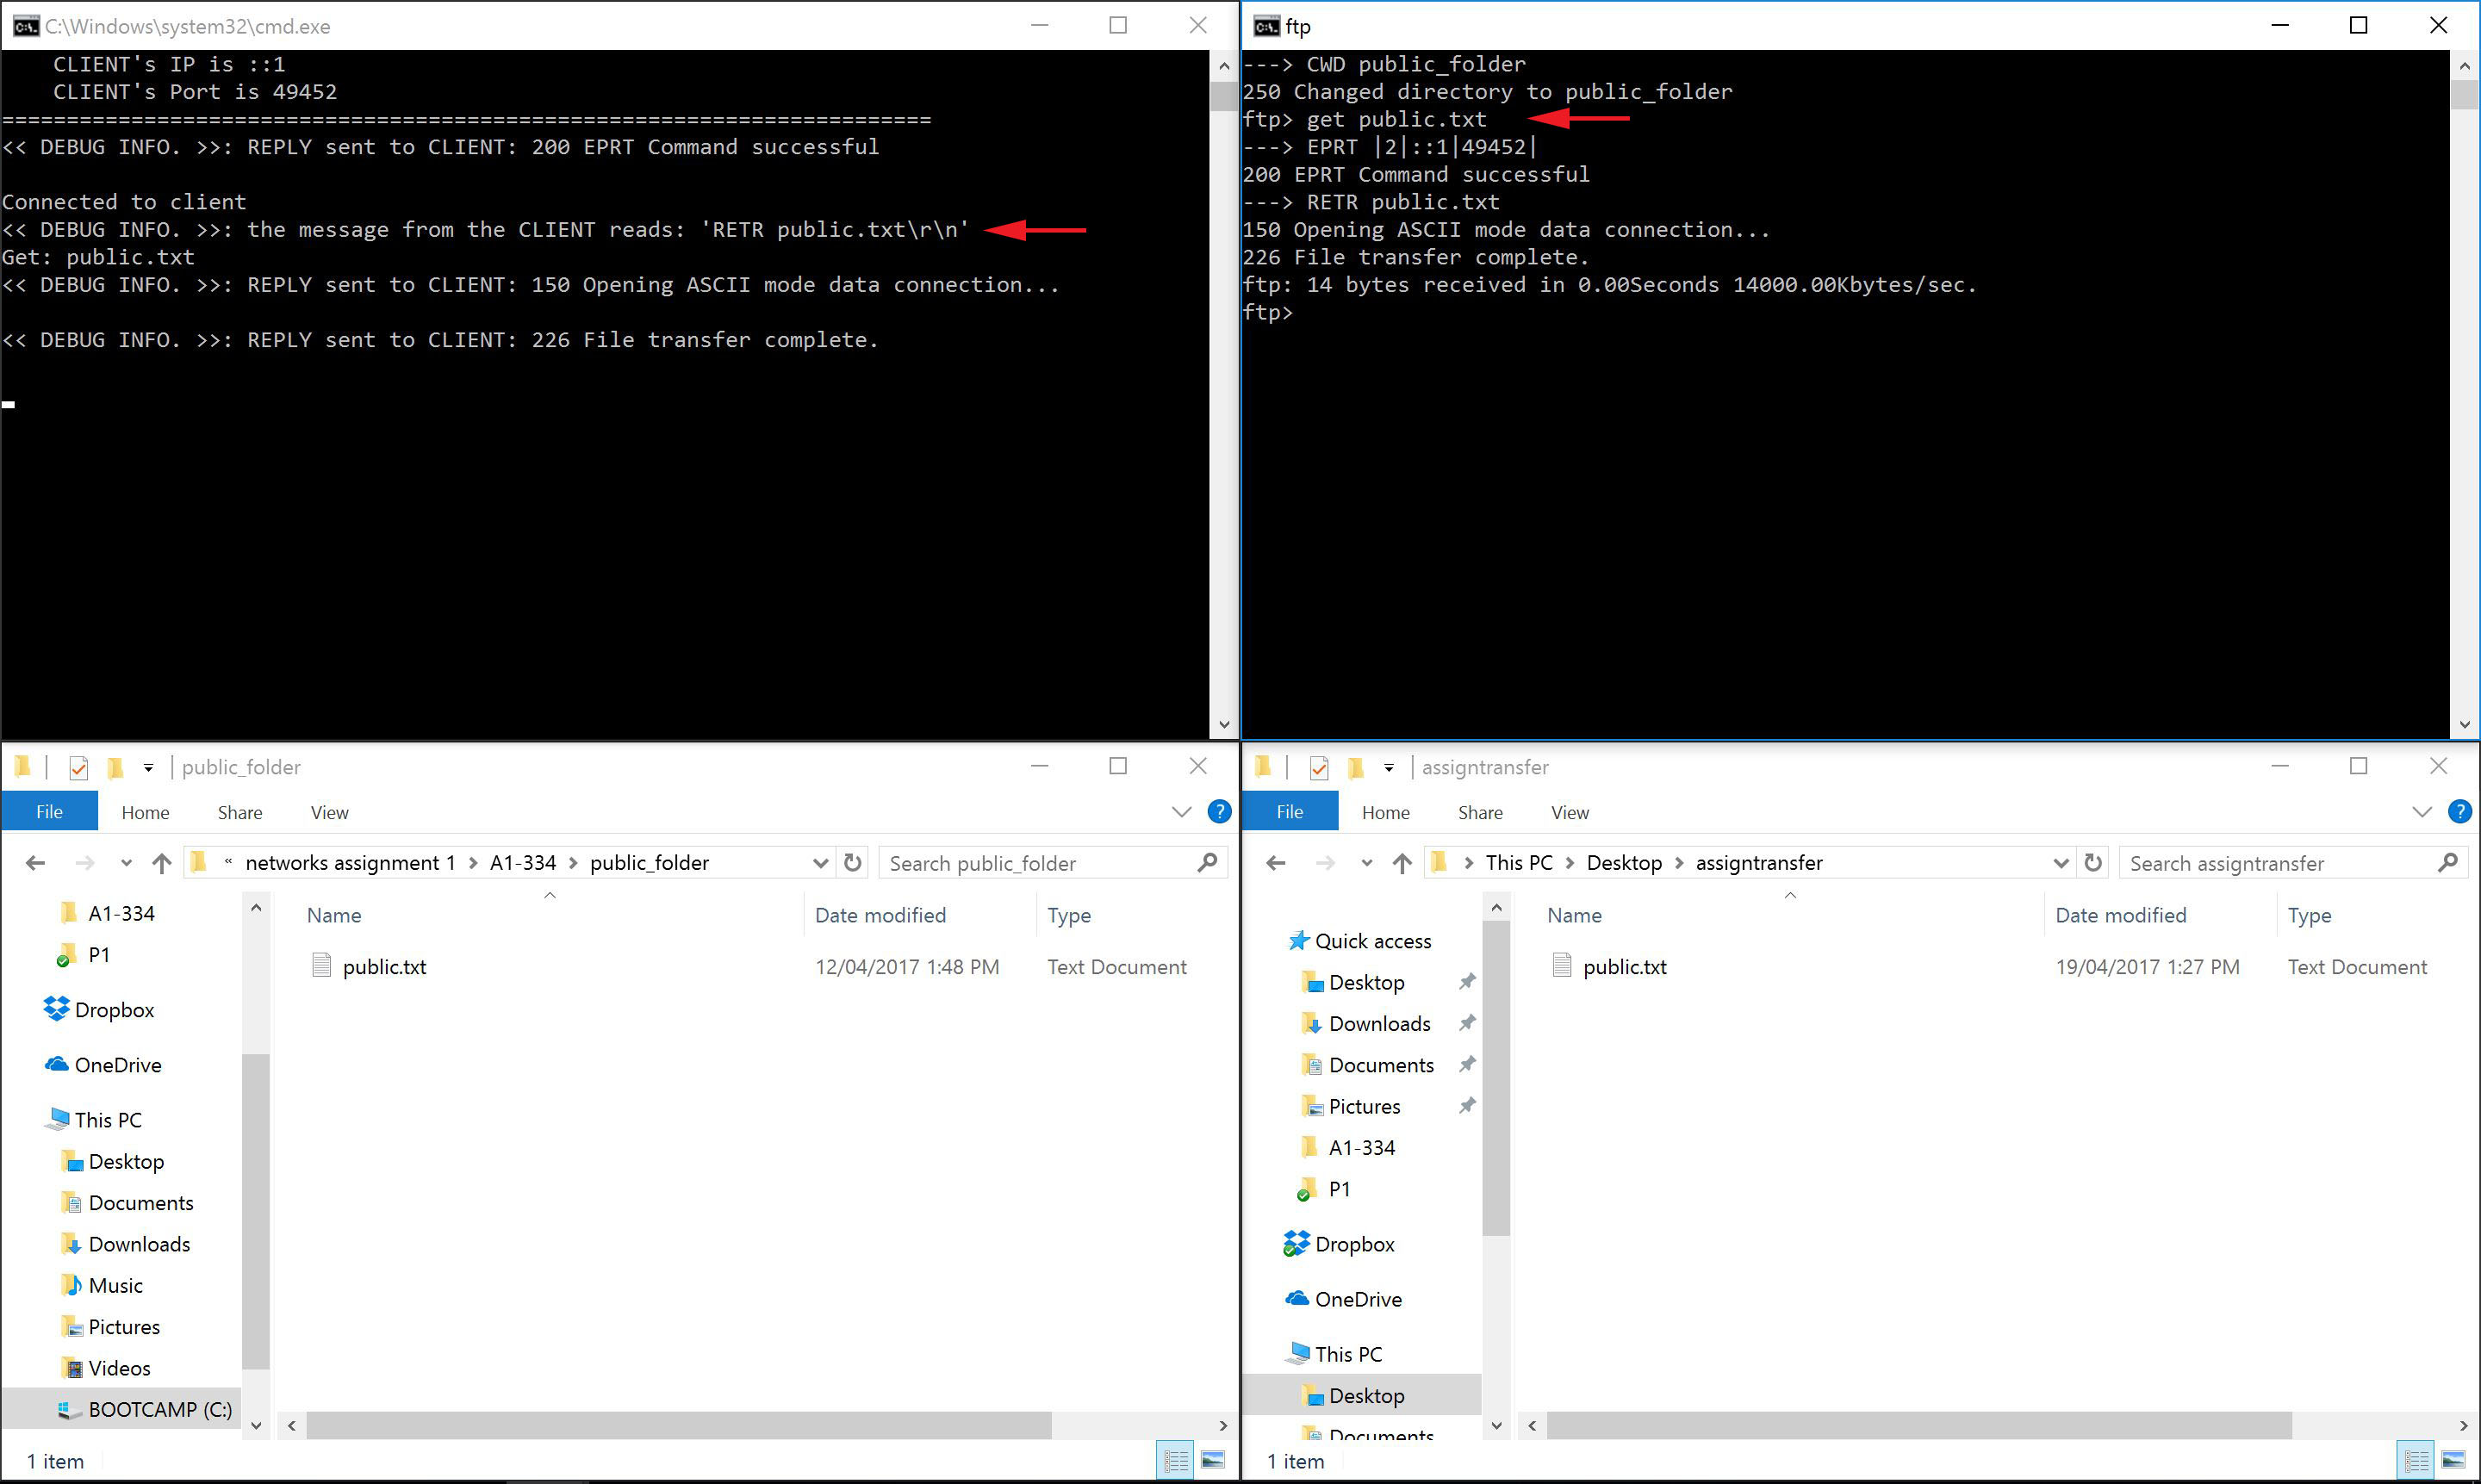 C:\Windows\system32\cmd.exe
CLIENT's IP is ::1
CLIENT's Port is 49452
========================================================================
<< DEBUG INFO. >>: REPLY sent to CLIENT: 200 EPRT Command successful
Connected to client
<< DEBUG INFO. >>: the message from the CLIENT reads: 'RETR public.txt\r\n'
Get: public.txt
<< DEBUG INFO. >>: REPLY sent to CLIENT: 150 Opening ASCII mode data connection...
<< DEBUG INFO. >>: REPLY sent to CLIENT: 226 File transfer complete.
ftp
---> CWD public_folder
250 Changed directory to public_folder
ftp> get public.txt
---> EPRT |2|::1|49452|
200 EPRT Command successful
---> RETR public.txt
150 Opening ASCII mode data connection...
226 File transfer complete.
ftp: 14 bytes received in 0.00Seconds 14000.00Kbytes/sec.
ftp>
public_folder
File Home Share View
« networks assignment 1 > A1-334 > public_folder
Search public_folder
Name Date modified Type
public.txt 12/04/2017 1:48 PM Text Document
A1-334
P1
Dropbox
OneDrive
This PC
Desktop
Documents
Downloads
Music
Pictures
Videos
BOOTCAMP (C:)
1 item
assigntransfer
File Home Share View
> This PC > Desktop > assigntransfer
Search assigntransfer
Name Date modified Type
public.txt 19/04/2017 1:27 PM Text Document
Quick access
Desktop
Downloads
Documents
Pictures
A1-334
P1
Dropbox
OneDrive
This PC
Desktop
Documents
1 item